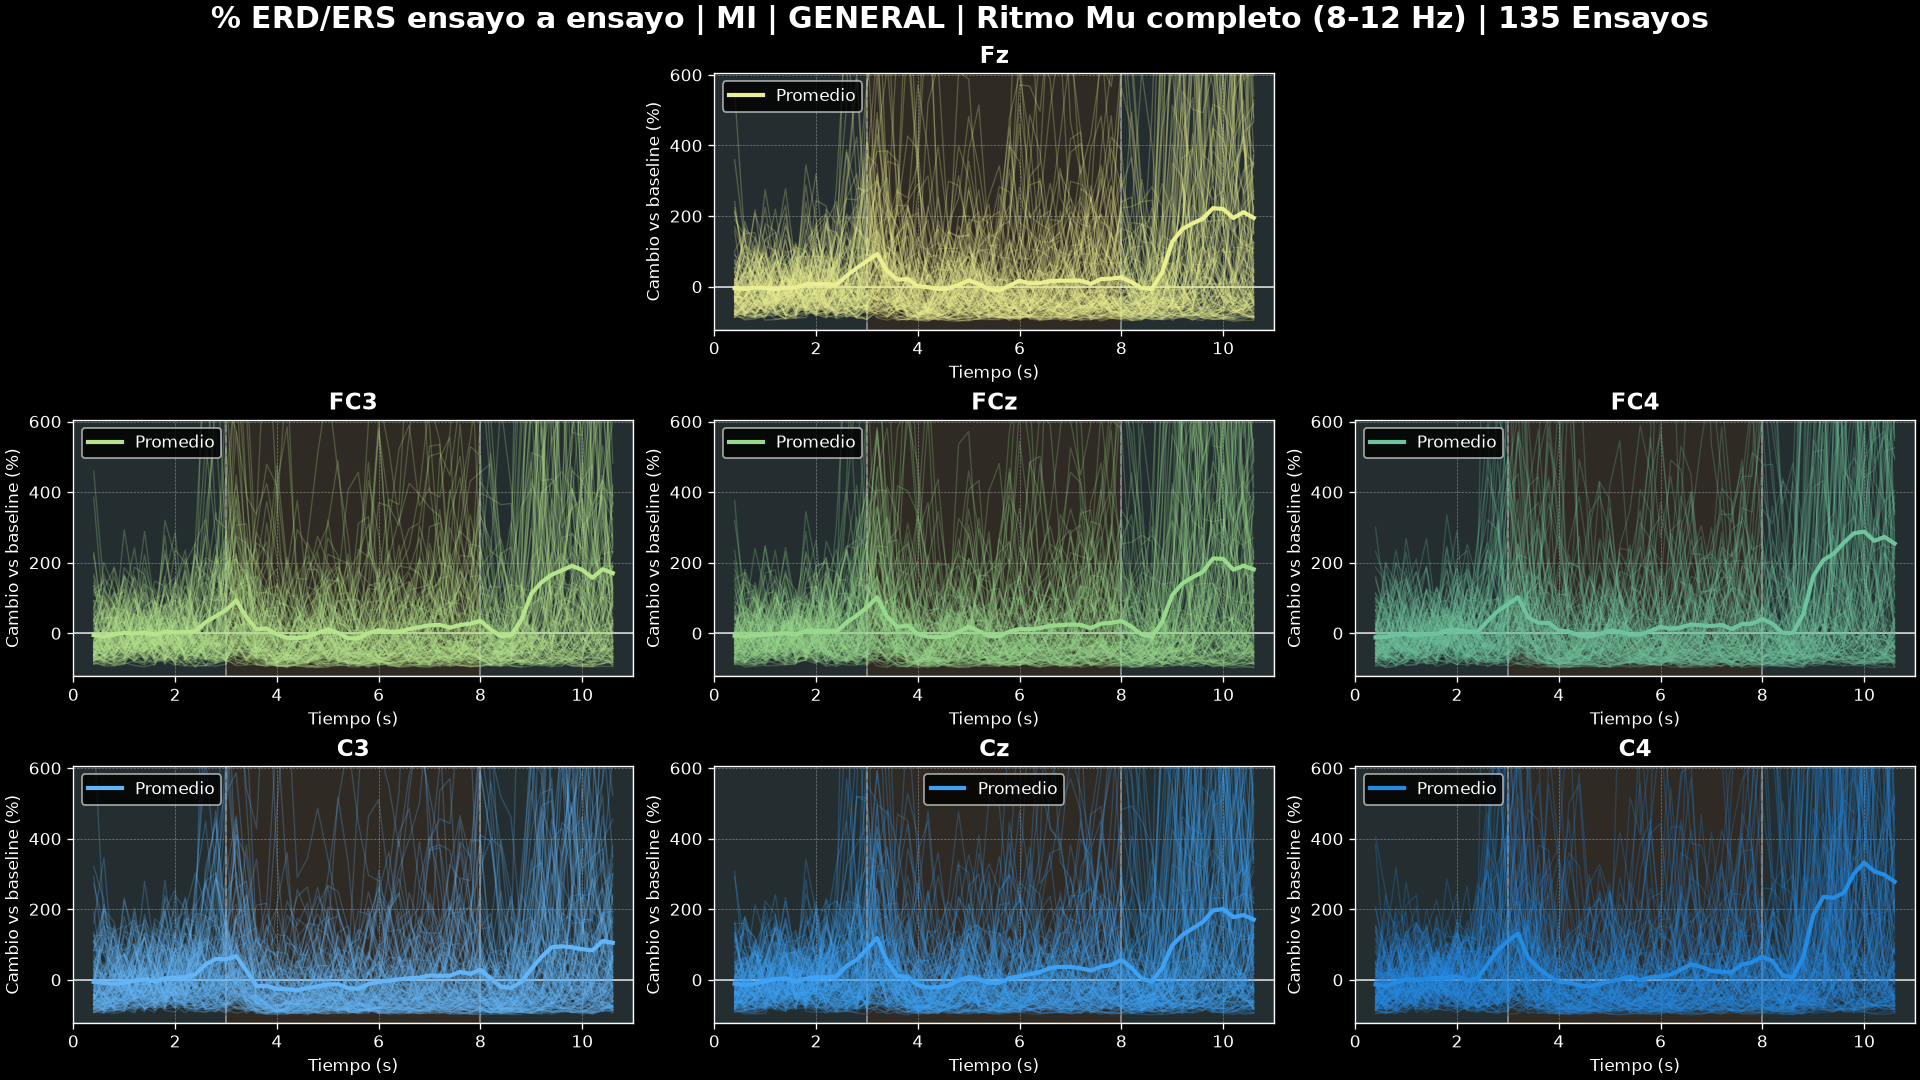 % ERD/ERS ensayo a ensayo | MI | GENERAL | Ritmo Mu completo (8-12 Hz) | 135 Ensayos
Fz
Promedio
Cambio vs baseline (%)
600
400
200
0
0 2 4 6 8 10
Tiempo (s)
FC3
Promedio
Cambio vs baseline (%)
600
400
200
0
0 2 4 6 8 10
Tiempo (s)
FCz
Promedio
Cambio vs baseline (%)
600
400
200
0
0 2 4 6 8 10
Tiempo (s)
FC4
Promedio
Cambio vs baseline (%)
600
400
200
0
0 2 4 6 8 10
Tiempo (s)
C3
Promedio
Cambio vs baseline (%)
600
400
200
0
0 2 4 6 8 10
Tiempo (s)
Cz
Promedio
Cambio vs baseline (%)
600
400
200
0
0 2 4 6 8 10
Tiempo (s)
C4
Promedio
Cambio vs baseline (%)
600
400
200
0
0 2 4 6 8 10
Tiempo (s)